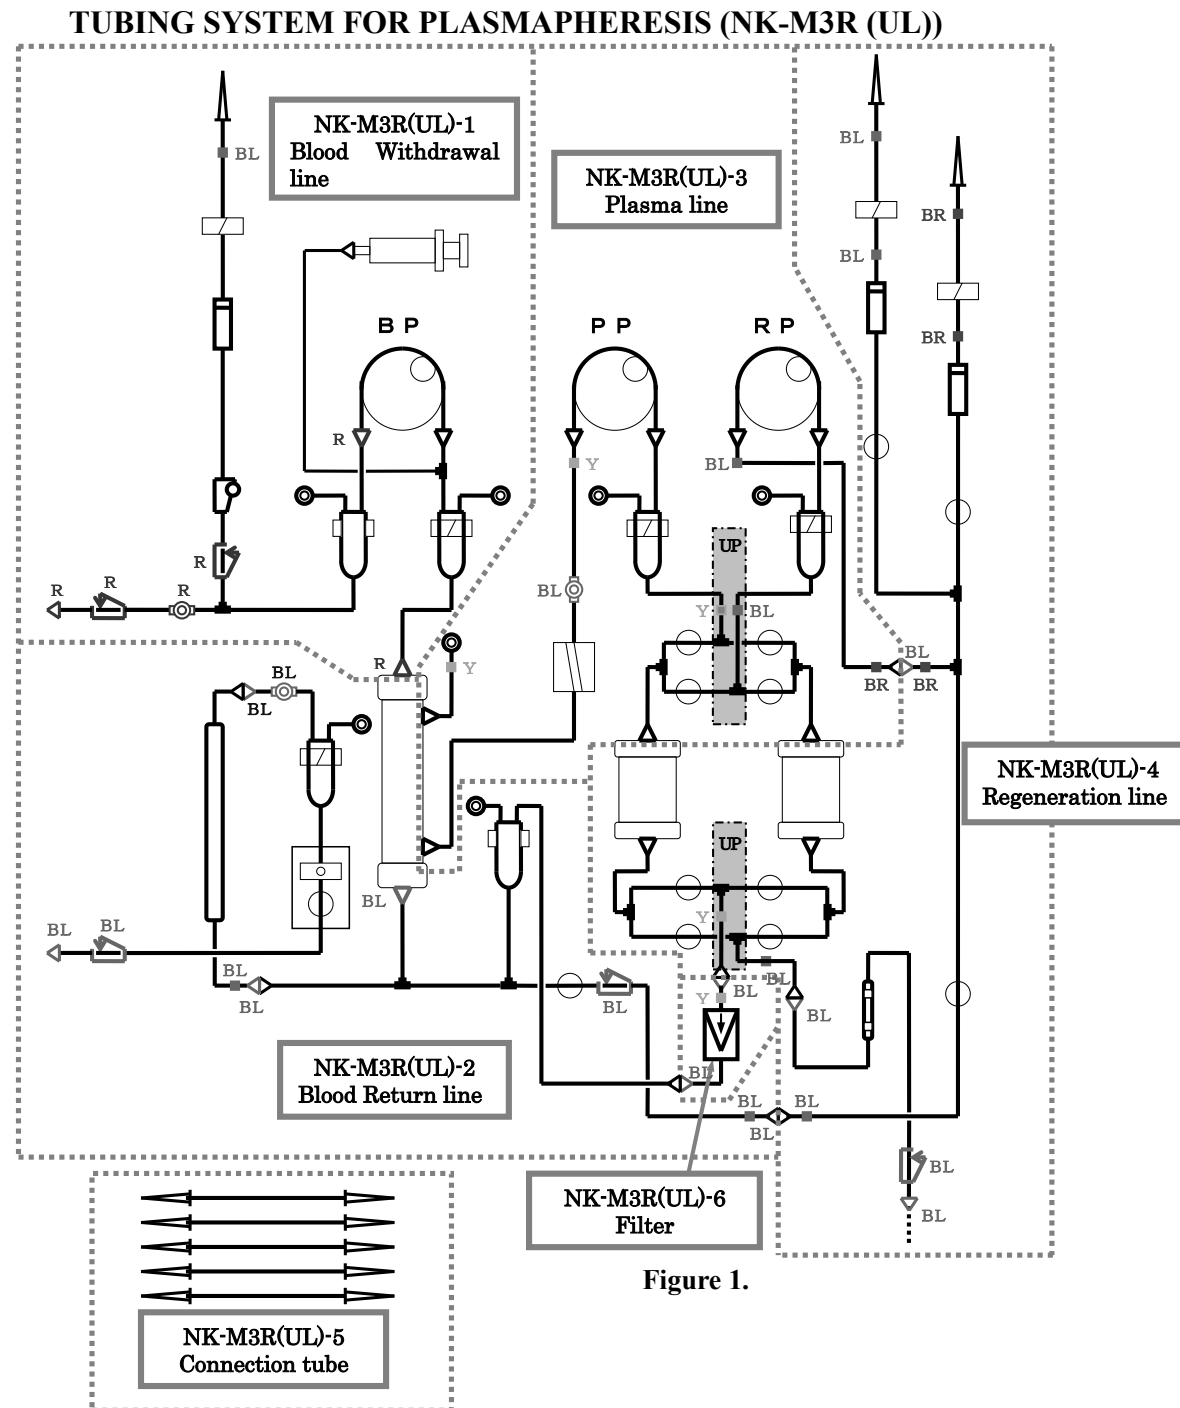 TUBING SYSTEM FOR PLASMAPHERESIS (NK-M3R (UL))
NK-M3R(UL)-1
Blood Withdrawal
line
BL
NK-M3R(UL)-3
Plasma line
BL
BR
BL
BR
B P
P P
R P
R
Y
BL
UP
R
R
R
BL
Y
BL
BL
BR
BR
R
Y
BL
BL
NK-M3R(UL)-4
Regeneration line
UP
BL
Y
BL
BL
BL
BL
BL
BL
Y
BL
BL
NK-M3R(UL)-2
Blood Return line
BL
BL
BL
BL
BL
BL
NK-M3R(UL)-6
Filter
Figure 1.
NK-M3R(UL)-5
Connection tube